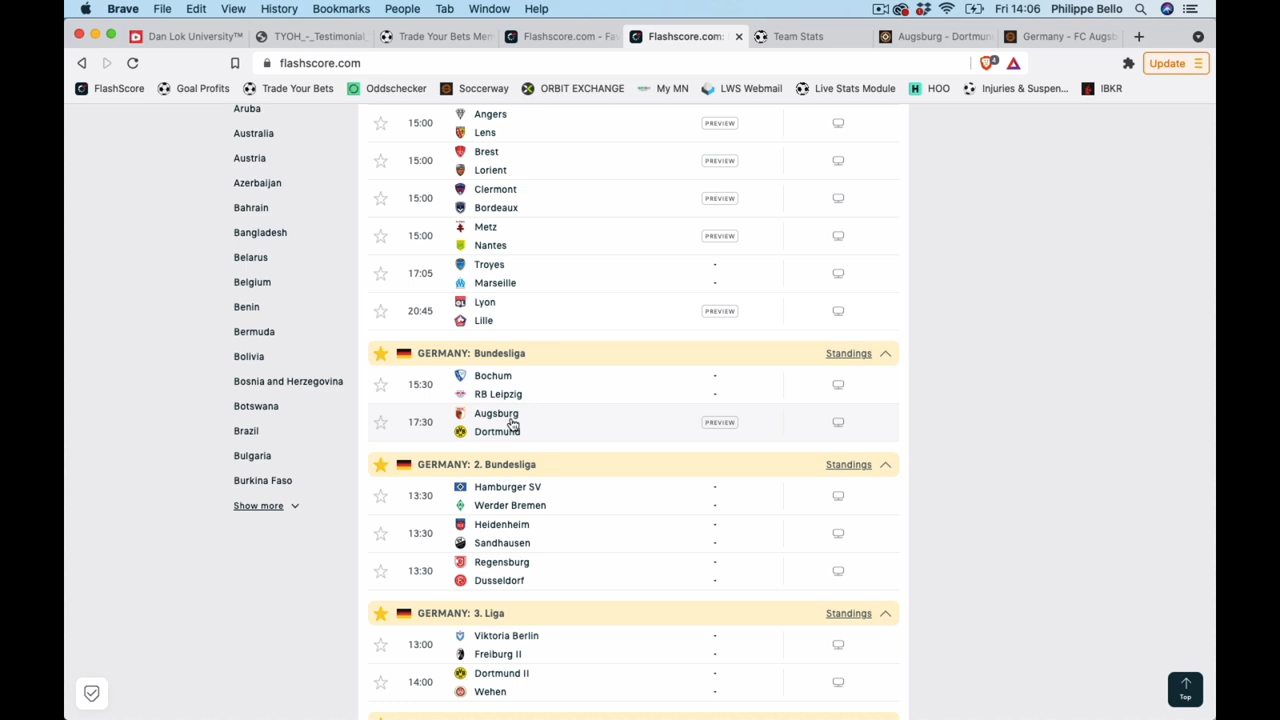 Brave File Edit View History Bookmarks People Tab Window Help Fri 14:06 Philippe Bello
Dan Lok University™ TYOH_-_Testimonial Trade Your Bets Mem Flashscore.com - Fav Flashscore.com: Team Stats Augsburg - Dortmun Germany - FC Augsb
flashscore.com 4 Update
FlashScore Goal Profits Trade Your Bets Oddschecker Soccerway ORBIT EXCHANGE My MN LWS Webmail Live Stats Module HOO Injuries & Suspen... IBKR
Aruba
Australia
Austria
Azerbaijan
Bahrain
Bangladesh
Belarus
Belgium
Benin
Bermuda
Bolivia
Bosnia and Herzegovina
Botswana
Brazil
Bulgaria
Burkina Faso
Show more
15:00 Angers PREVIEW
Lens
15:00 Brest PREVIEW
Lorient
15:00 Clermont PREVIEW
Bordeaux
15:00 Metz PREVIEW
Nantes
17:05 Troyes -
Marseille -
20:45 Lyon PREVIEW
Lille
GERMANY: Bundesliga Standings
15:30 Bochum -
RB Leipzig -
17:30 Augsburg PREVIEW
Dortmund
GERMANY: 2. Bundesliga Standings
13:30 Hamburger SV -
Werder Bremen -
13:30 Heidenheim -
Sandhausen -
13:30 Regensburg -
Dusseldorf -
GERMANY: 3. Liga Standings
13:00 Viktoria Berlin -
Freiburg II -
14:00 Dortmund II -
Wehen -
Top